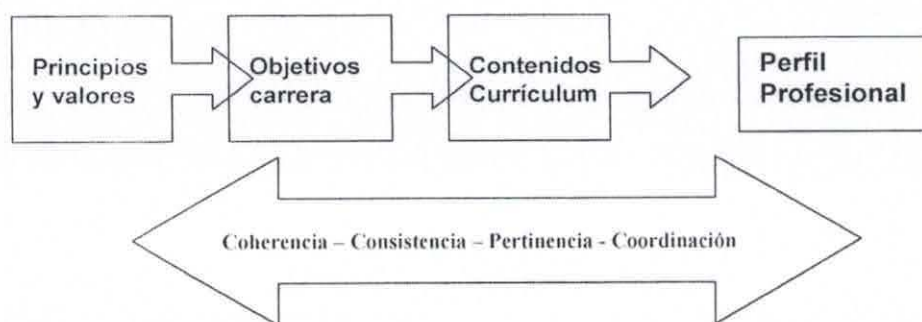 Principios
y valores
Objetivos
carrera
Contenidos
Currículum
Perfil
Profesional
Coherencia – Consistencia – Pertinencia - Coordinación